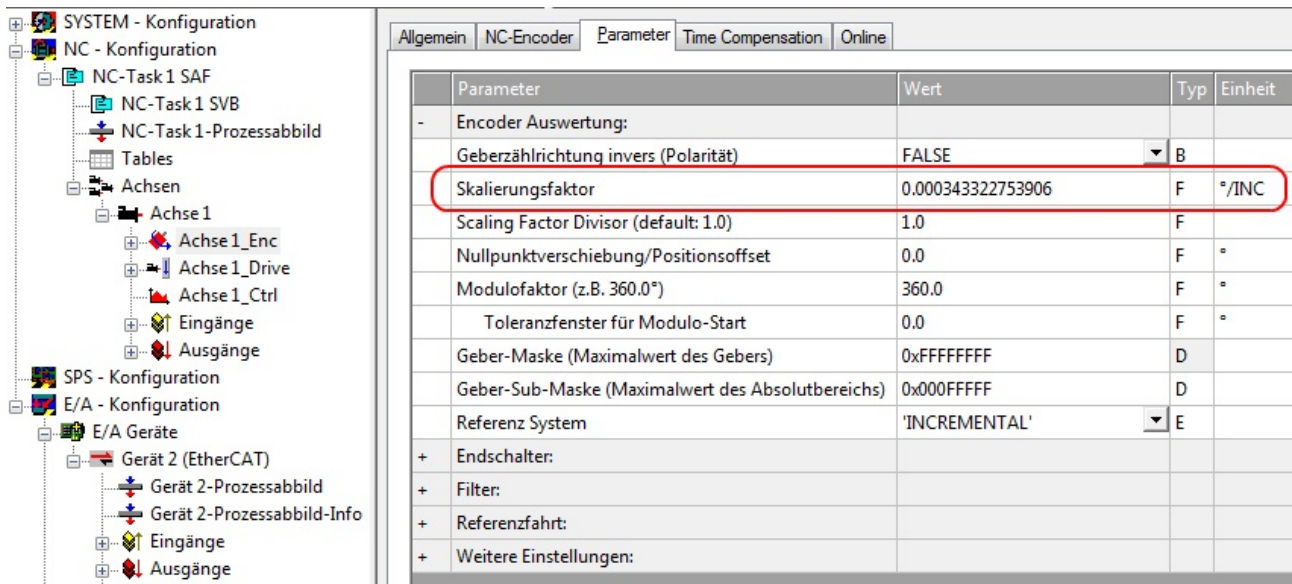 SYSTEM - Konfiguration
NC - Konfiguration
NC-Task 1 SAF
NC-Task 1 SVB
NC-Task 1-Prozessabbild
Tables
Achsen
Achse 1
Achse 1_Enc
Achse 1_Drive
Achse 1_Ctrl
Eingänge
Ausgänge
SPS - Konfiguration
E/A - Konfiguration
E/A Geräte
Gerät 2 (EtherCAT)
Gerät 2-Prozessabbild
Gerät 2-Prozessabbild-Info
Eingänge
Ausgänge
Allgemein NC-Encoder Parameter Time Compensation Online
Parameter Wert Typ Einheit
- Encoder Auswertung:
Geberzählrichtung invers (Polarität) FALSE B
Skalierungsfaktor 0.000343322753906 F °/INC
Scaling Factor Divisor (default: 1.0) 1.0 F
Nullpunktverschiebung/Positionsoffset 0.0 F °
Modulofaktor (z.B. 360.0°) 360.0 F °
Toleranzfenster für Modulo-Start 0.0 F °
Geber-Maske (Maximalwert des Gebers) 0xFFFFFFFF D
Geber-Sub-Maske (Maximalwert des Absolutbereichs) 0x000FFFFF D
Referenz System 'INCREMENTAL' E
+ Endschalter:
+ Filter:
+ Referenzfahrt:
+ Weitere Einstellungen: